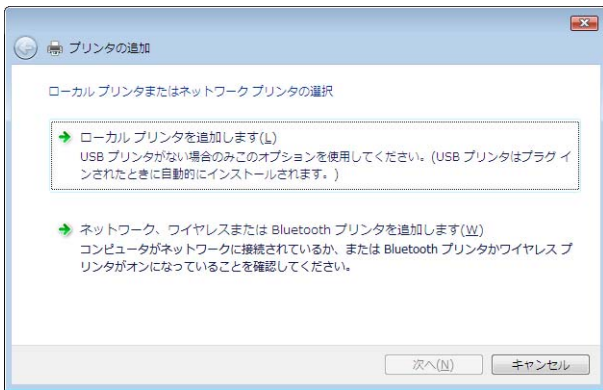 プリンタの追加
ローカル プリンタまたはネットワーク プリンタの選択
ローカル プリンタを追加します(L)
USB プリンタがない場合のみこのオプションを使用してください。(USB プリンタはプラグ イ
ンされたときに自動的にインストールされます。)
ネットワーク、ワイヤレスまたは Bluetooth プリンタを追加します(W)
コンピュータがネットワークに接続されているか、または Bluetooth プリンタかワイヤレス プ
リンタがオンになっていることを確認してください。
次へ(N)
キャンセル